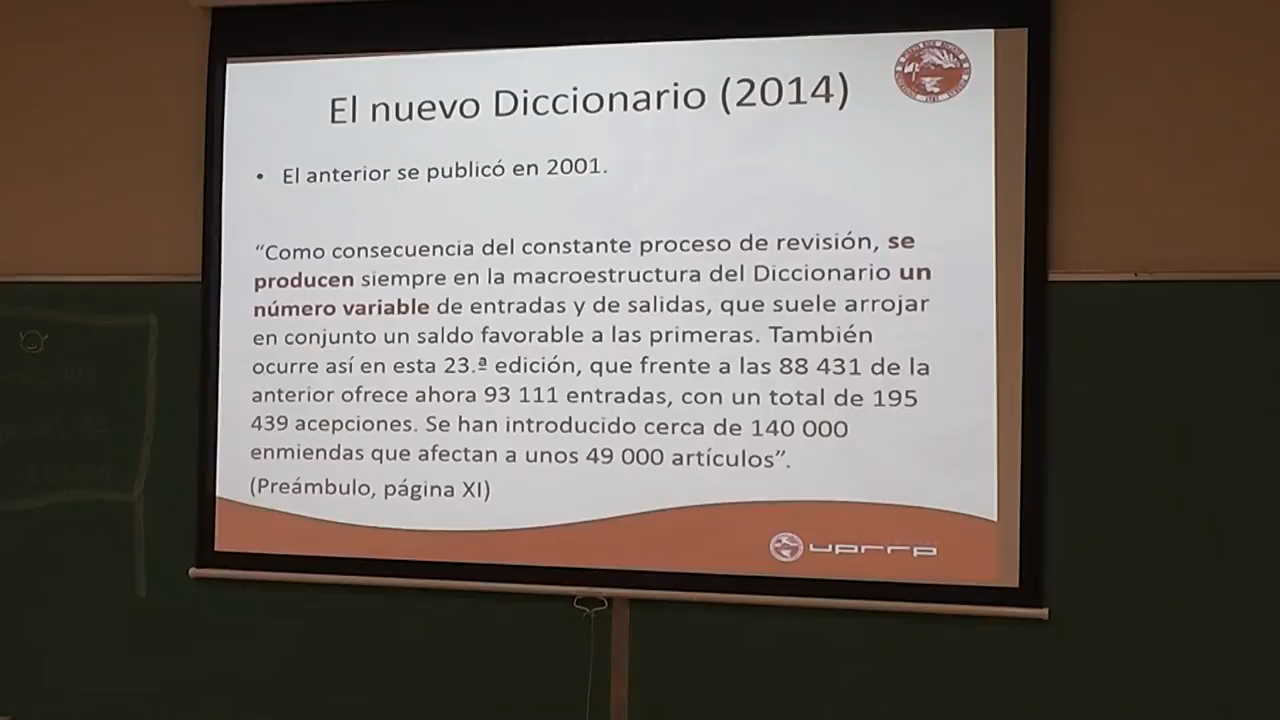 El nuevo Diccionario (2014)
• El anterior se publicó en 2001.
“Como consecuencia del constante proceso de revisión, se
producen siempre en la macroestructura del Diccionario un
número variable de entradas y de salidas, que suele arrojar
en conjunto un saldo favorable a las primeras. También
ocurre así en esta 23.ª edición, que frente a las 88 431 de la
anterior ofrece ahora 93 111 entradas, con un total de 195
439 acepciones. Se han introducido cerca de 140 000
enmiendas que afectan a unos 49 000 artículos”.
(Preámbulo, página XI)
uprrp